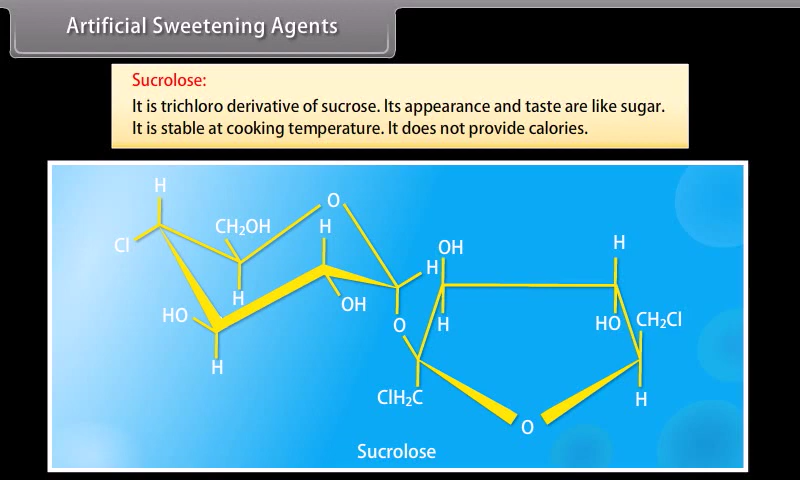 Artificial Sweetening Agents
Sucrolose:
It is trichloro derivative of sucrose. Its appearance and taste are like sugar.
It is stable at cooking temperature. It does not provide calories.
H
Cl
CH₂OH
O
H
H
OH
H
H
HO
OH
H
O
H
HO
CH₂Cl
H
ClH₂C
H
O
Sucrolose